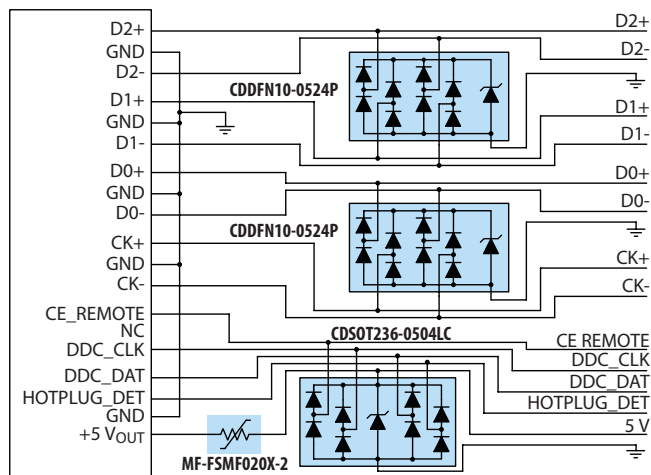 D2+
GND
D2-
D1+
GND
D1-
D0+
GND
D0-
CK+
GND
CK-
CE_REMOTE
NC
DDC_CLK
DDC_DAT
HOTPLUG_DET
GND
+5 VOUT
CDDFN10-0524P
CDDFN10-0524P
CDSOT236-0504LC
MF-FSMF020X-2
D2+
D2-
D1+
D1-
D0+
D0-
CK+
CK-
CE REMOTE
DDC_CLK
DDC_DAT
HOTPLUG_DET
5 V